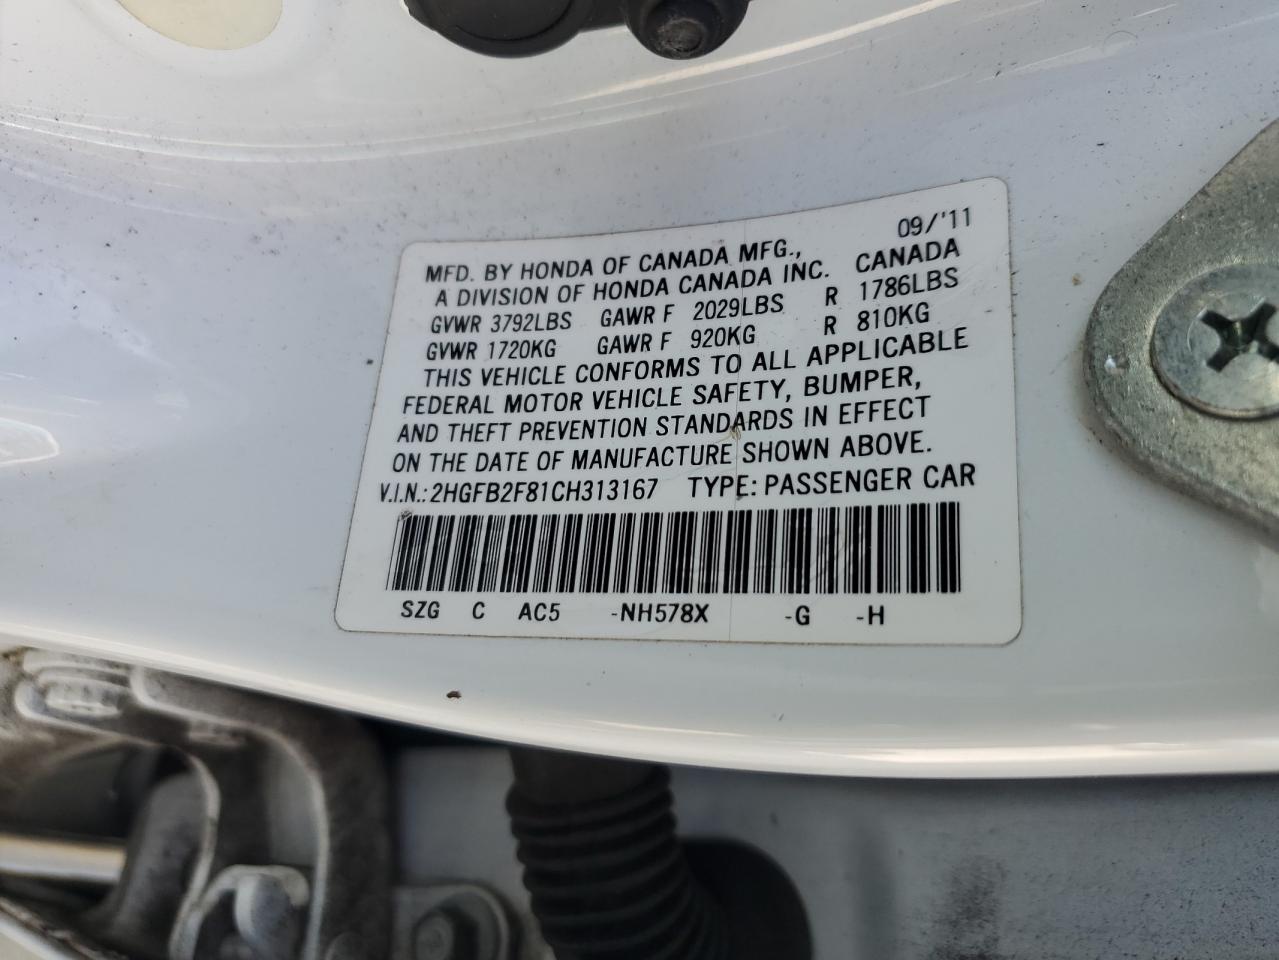 09/'11
MFD. BY HONDA OF CANADA MFG.,
A DIVISION OF HONDA CANADA INC. CANADA
GVWR 3792LBS GAWR F 2029LBS R 1786LBS
GVWR 1720KG GAWR F 920KG R 810KG
THIS VEHICLE CONFORMS TO ALL APPLICABLE
FEDERAL MOTOR VEHICLE SAFETY, BUMPER,
AND THEFT PREVENTION STANDARDS IN EFFECT
ON THE DATE OF MANUFACTURE SHOWN ABOVE.
V.I.N.: 2HGFB2F81CH313167 TYPE: PASSENGER CAR
SZG C AC5 -NH578X -G -H